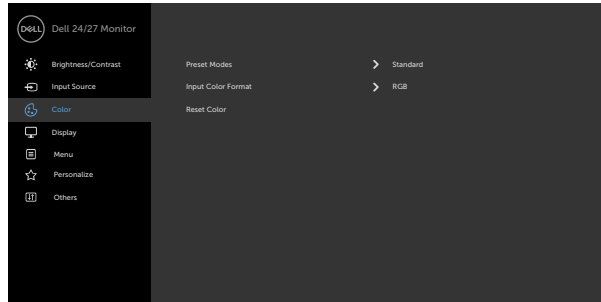 DELL Dell 24/27 Monitor
Brightness/Contrast
Input Source
Color
Display
Menu
Personalize
Others
Preset Modes Standard
Input Color Format RGB
Reset Color